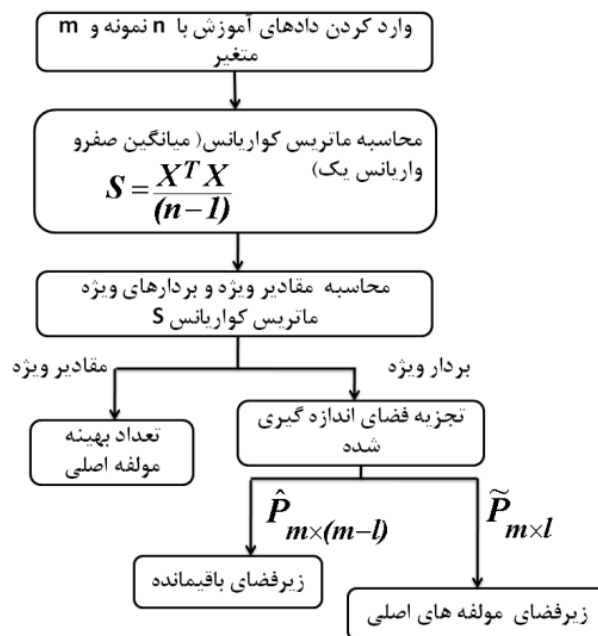 وارد کردن دادهای آموزش با n نمونه و m
متغیر
محاسبه ماتریس کواریانس( میانگین صفرو
واریانس یک)
S = X^T X / (n-1)
محاسبه مقادیر ویژه و بردارهای ویژه
ماتریس کواریانس S
بردار ویژه
مقادیر ویژه
تجزیه فضای اندازه گیری
شده
تعداد بهینه
مولفه اصلی
P̃ m×l
P̂ m×(m-l)
زیرفضای مولفه های اصلی
زیرفضای باقیمانده